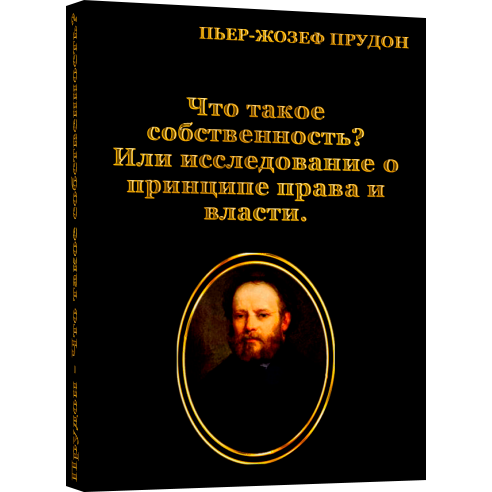 ПЬЕР-ЖОЗЕФ ПРУДОН
Что такое
собственность?
Или исследование о
принципе права и
власти.
Прудон - Что такое собственность?